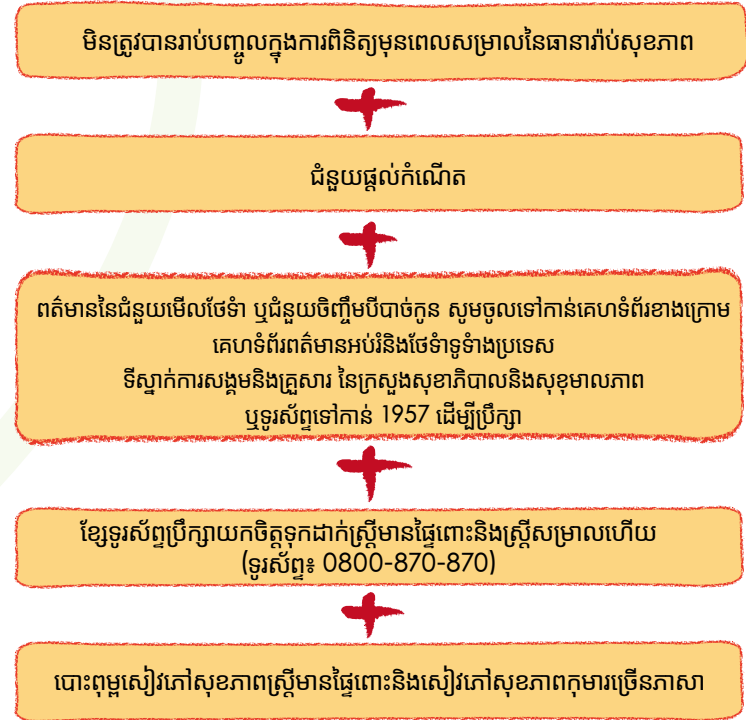 មិនត្រូវបានរាប់បញ្ចូលក្នុងការពិនិត្យមុនពេលសម្រាលនៃធានារ៉ាប់សុខភាព
ជំនួយផ្តល់កំណើត
ពត៌មាននៃជំនួយមើលថែទំា ឬជំនួយចិញ្ចឹមបីបាច់កូន សូមចូលទៅកាន់គេហទំព័រខាងក្រោម
គេហទំព័រពត៌មានអប់រំនិងថែទំាទូទំាងប្រទេស
ទីស្នាក់ការសង្គមនិងគ្រួសារ នៃក្រសួងសុខាភិបាលនិងសុខុមាលភាព
ឬទូរស័ព្ទទៅកាន់ 1957 ដើម្បីប្រឹក្សា
ខ្សែទូរស័ព្ទប្រឹក្សាយកចិត្តទុកដាក់ស្ត្រីមានផ្ទៃពោះនិងស្ត្រីសម្រាលហើយ
(ទូរស័ព្ទ៖ 0800-870-870)
បោះពុម្ពសៀវភៅសុខភាពស្ត្រីមានផ្ទៃពោះនិងសៀវភៅសុខភាពកុមារច្រើនភាសា